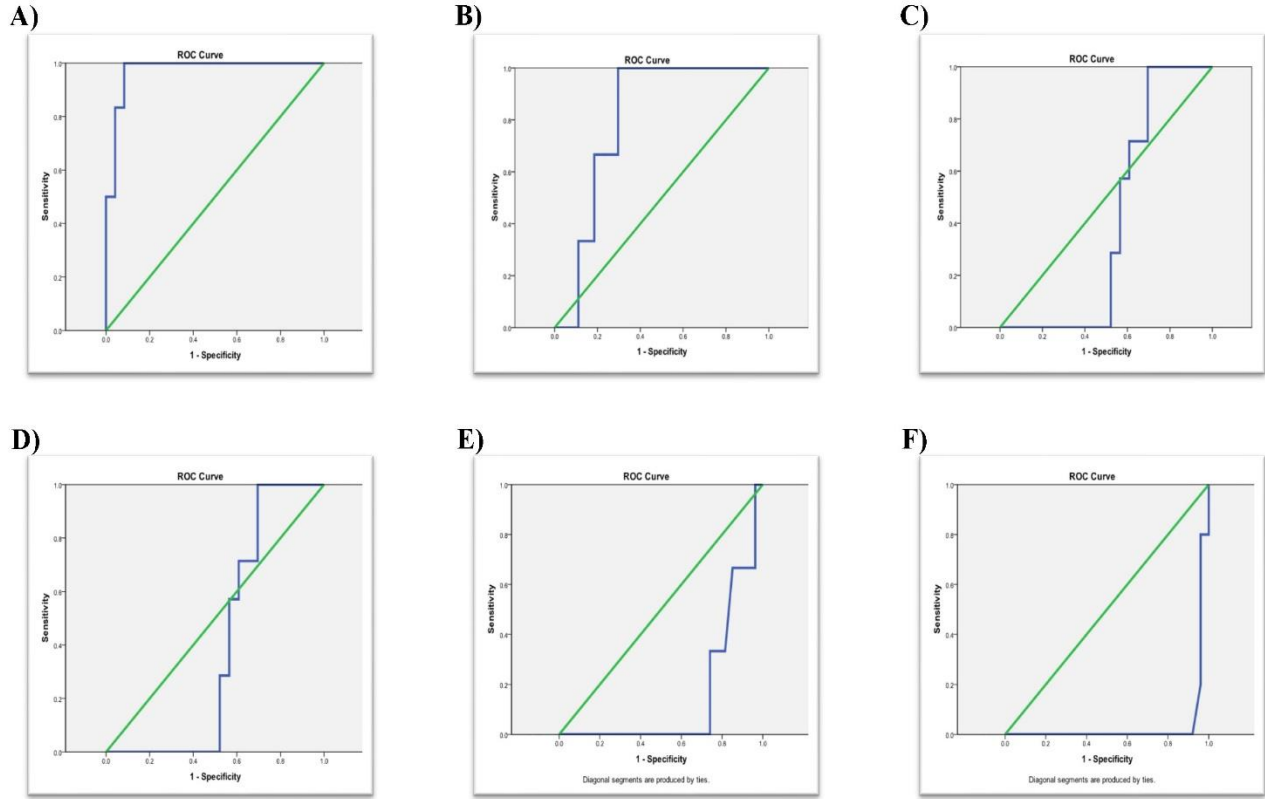 A)
B)
C)
ROC Curve
ROC Curve
ROC Curve
1.0
0.8
0.6
0.4
0.2
0.0
Sensitivity
0.0 0.2 0.4 0.6 0.8 1.0
1 - Specificity
1.0
0.8
0.6
0.4
0.2
0.0
Sensitivity
0.0 0.2 0.4 0.6 0.8 1.0
1 - Specificity
1.0
0.8
0.6
0.4
0.2
0.0
Sensitivity
0.0 0.2 0.4 0.6 0.8 1.0
1 - Specificity
D)
E)
F)
ROC Curve
ROC Curve
ROC Curve
1.0
0.8
0.6
0.4
0.2
0.0
Sensitivity
0.0 0.2 0.4 0.6 0.8 1.0
1 - Specificity
1.0
0.8
0.6
0.4
0.2
0.0
Sensitivity
0.0 0.2 0.4 0.6 0.8 1.0
1 - Specificity
Diagonal segments are produced by ties.
1.0
0.8
0.6
0.4
0.2
0.0
Sensitivity
0.0 0.2 0.4 0.6 0.8 1.0
1 - Specificity
Diagonal segments are produced by ties.